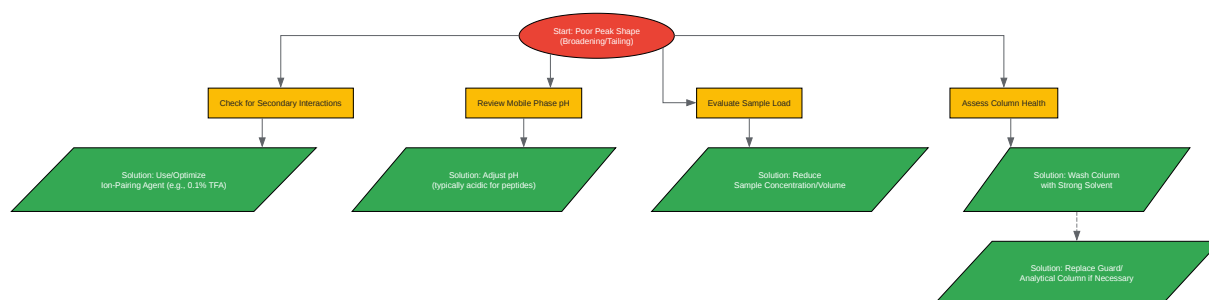 Start: Poor Peak Shape
(Broadening/Tailing)
Check for Secondary Interactions
Review Mobile Phase pH
Evaluate Sample Load
Assess Column Health
Solution: Use/Optimize
Ion-Pairing Agent (e.g., 0.1% TFA)
Solution: Adjust pH
(typically acidic for peptides)
Solution: Reduce
Sample Concentration/Volume
Solution: Wash Column
with Strong Solvent
Solution: Replace Guard/
Analytical Column if Necessary